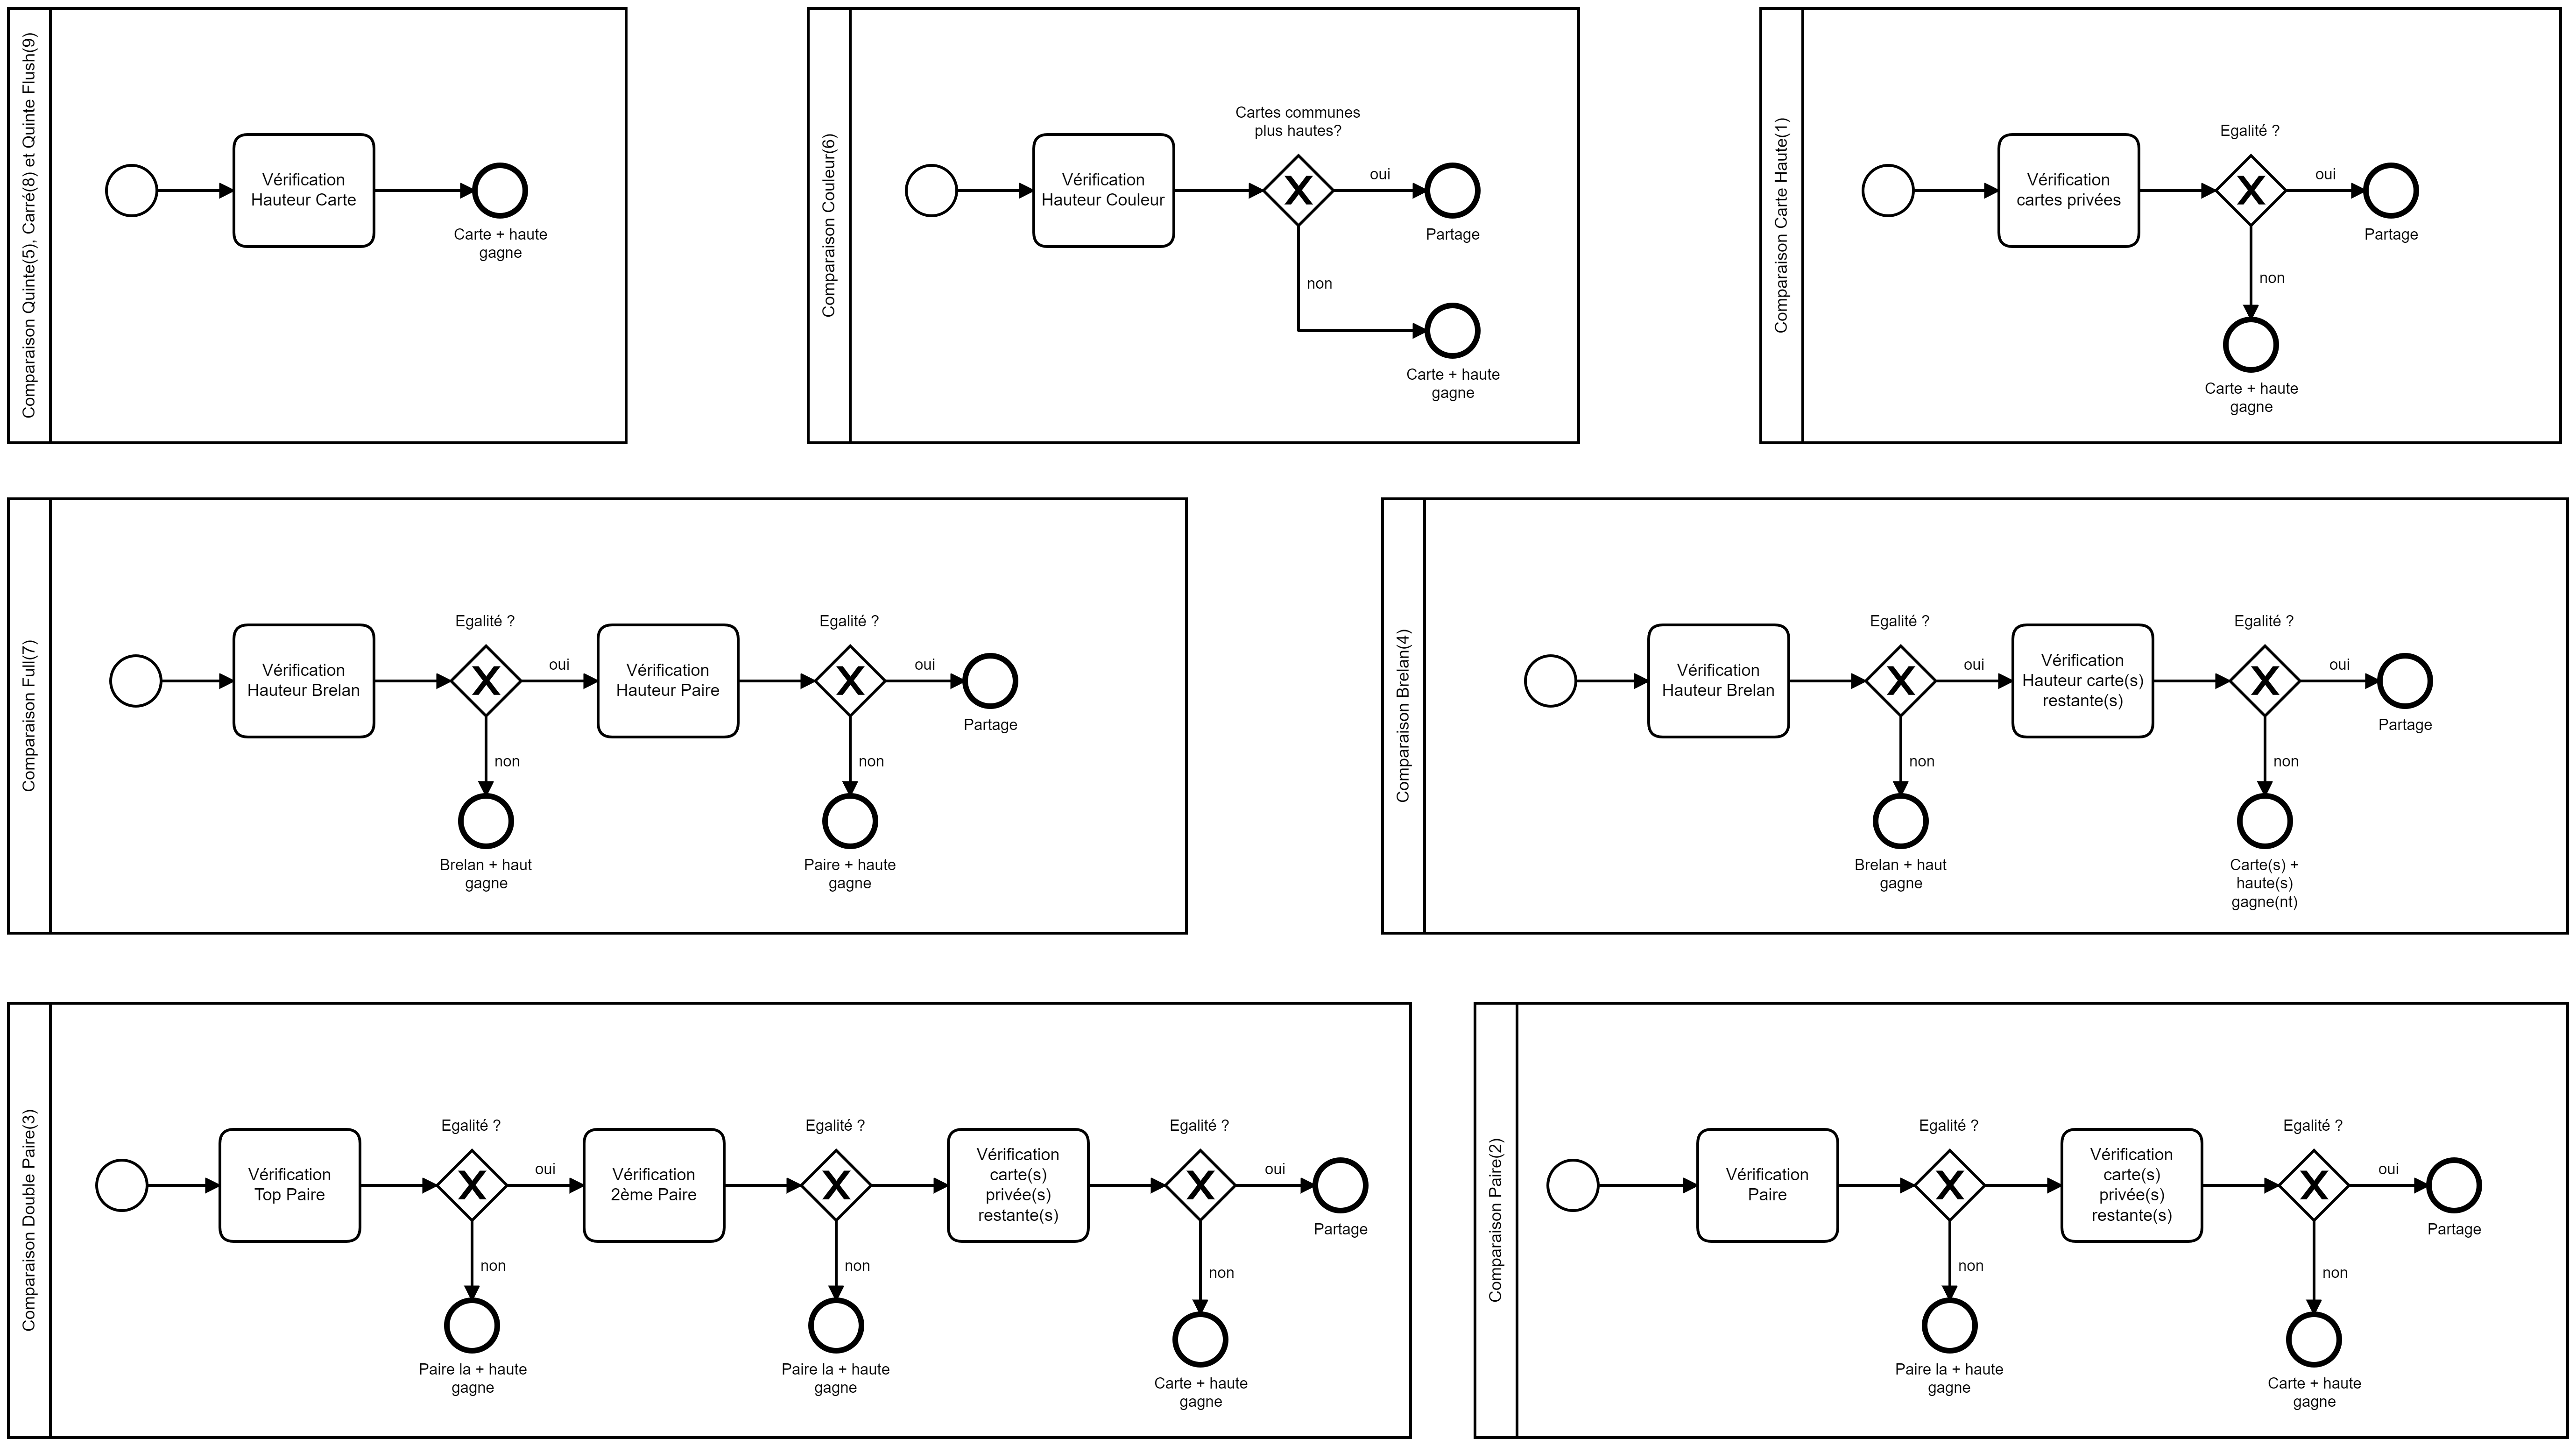 Comparaison Quinte(5), Carré(8) et Quinte Flush(9)
Vérification
Hauteur Carte
Carte + haute
gagne
Comparaison Couleur(6)
Vérification
Hauteur Couleur
Cartes communes
plus hautes?
X
oui
Partage
non
Carte + haute
gagne
Comparaison Carte Haute(1)
Vérification
cartes privées
Egalité ?
X
oui
Partage
non
Carte + haute
gagne
Comparaison Full(7)
Vérification
Hauteur Brelan
Egalité ?
X
oui
non
Brelan + haut
gagne
Vérification
Hauteur Paire
Egalité ?
X
oui
Partage
non
Paire + haute
gagne
Comparaison Brelan(4)
Vérification
Hauteur Brelan
Egalité ?
X
oui
non
Brelan + haut
gagne
Vérification
Hauteur carte(s)
restante(s)
Egalité ?
X
oui
Partage
non
Carte(s) +
haute(s)
gagne(nt)
Comparaison Double Paire(3)
Vérification
Top Paire
Egalité ?
X
oui
non
Paire la + haute
gagne
Vérification
2ème Paire
Egalité ?
X
non
Paire la + haute
gagne
Vérification
carte(s)
privée(s)
restante(s)
Egalité ?
X
oui
Partage
non
Carte + haute
gagne
Comparaison Paire(2)
Vérification
Paire
Egalité ?
X
non
Paire la + haute
gagne
Vérification
carte(s)
privée(s)
restante(s)
Egalité ?
X
oui
Partage
non
Carte + haute
gagne